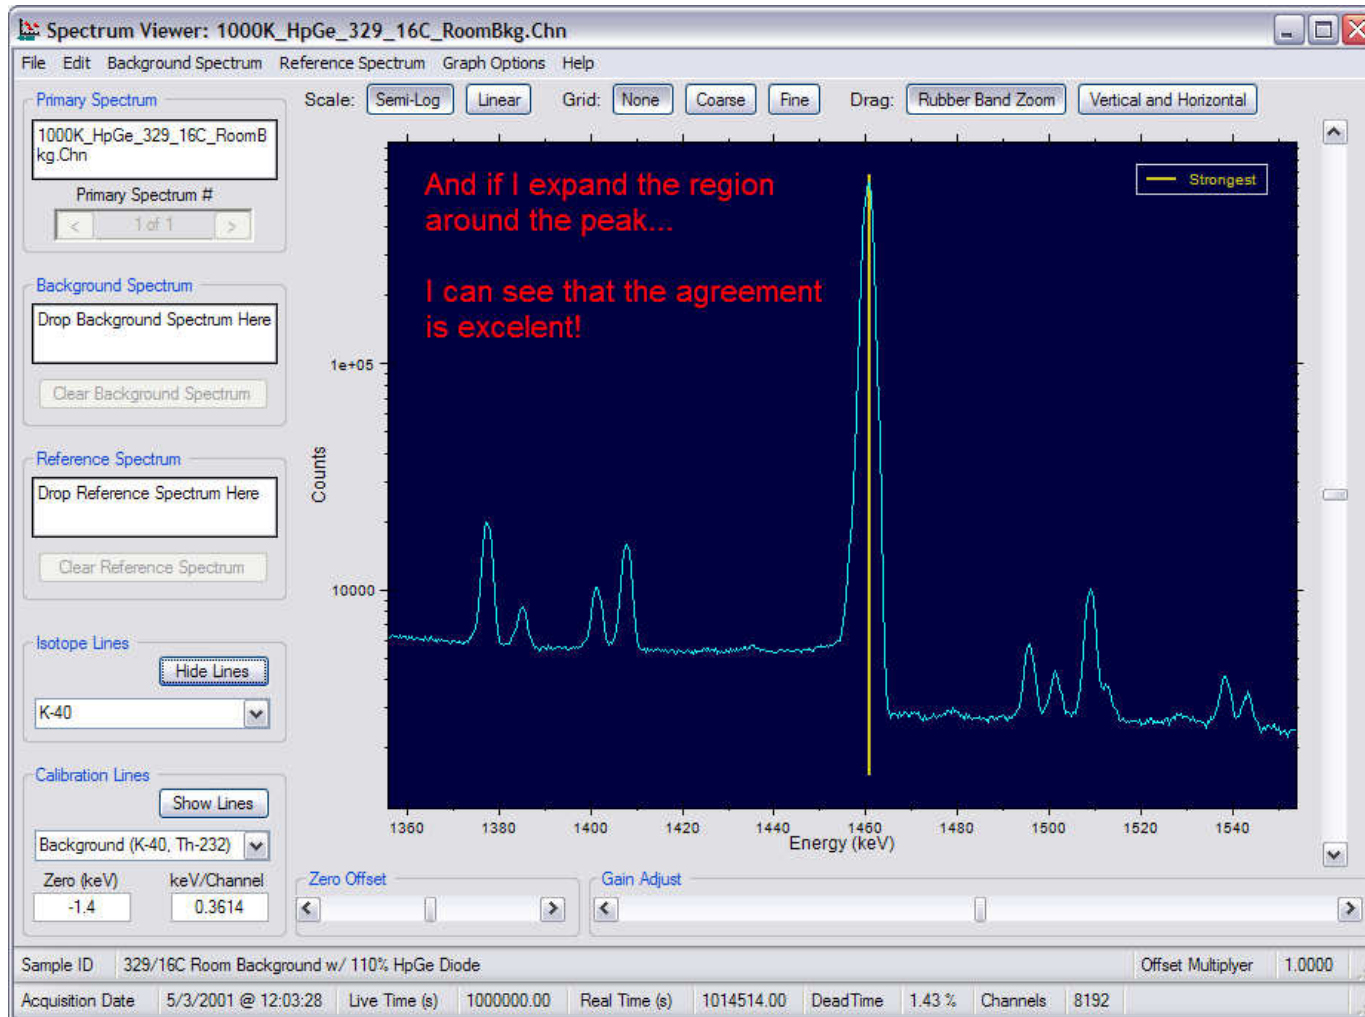 Spectrum Viewer: 1000K_HpGe_329_16C_RoomBkg.Chn
File Edit Background Spectrum Reference Spectrum Graph Options Help
Primary Spectrum
1000K_HpGe_329_16C_RoomB
kg.Chn
Primary Spectrum #
< 1 of 1 >
Background Spectrum
Drop Background Spectrum Here
Clear Background Spectrum
Reference Spectrum
Drop Reference Spectrum Here
Clear Reference Spectrum
Isotope Lines
Hide Lines
K-40
Calibration Lines
Show Lines
Background (K-40, Th-232)
Zero (keV) keV/Channel
-1.4 0.3614
Scale: Semi-Log Linear Grid: None Coarse Fine Drag: Rubber Band Zoom Vertical and Horizontal
And if I expand the region
around the peak...
I can see that the agreement
is excelent!
Strongest
1e+05
Counts
10000
1360 1380 1400 1420 1440 1460 1480 1500 1520 1540
Energy (keV)
Zero Offset
Gain Adjust
Sample ID 329/16C Room Background w/ 110% HpGe Diode Offset Multiplyer 1.0000
Acquisition Date 5/3/2001 @ 12:03:28 Live Time (s) 1000000.00 Real Time (s) 1014514.00 DeadTime 1.43 % Channels 8192